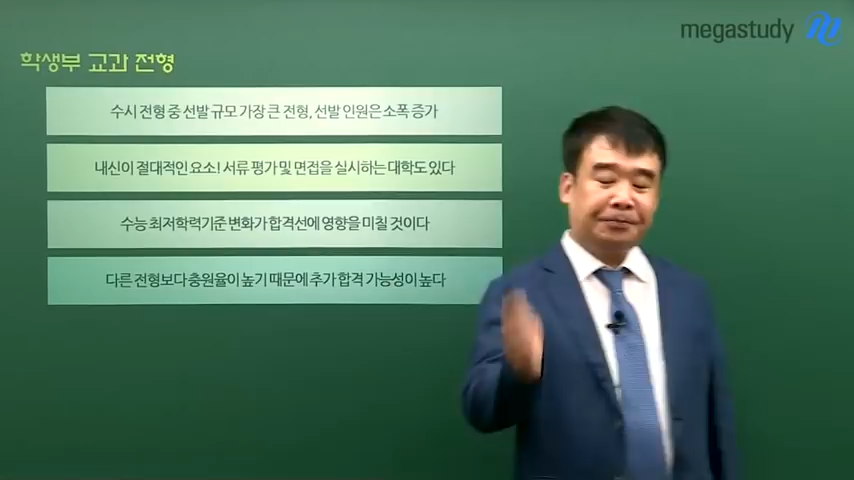 megastudy
학생부 교과 전형
수시 전형 중 선발 규모 가장 큰 전형, 선발 인원은 소폭 증가
내신이 절대적인 요소! 서류 평가 및 면접을 실시하는 대학도 있다
수능 최저학력기준 변화가 합격선에 영향을 미칠 것이다
다른 전형보다 충원율이 높기 때문에 추가 합격 가능성이 높다